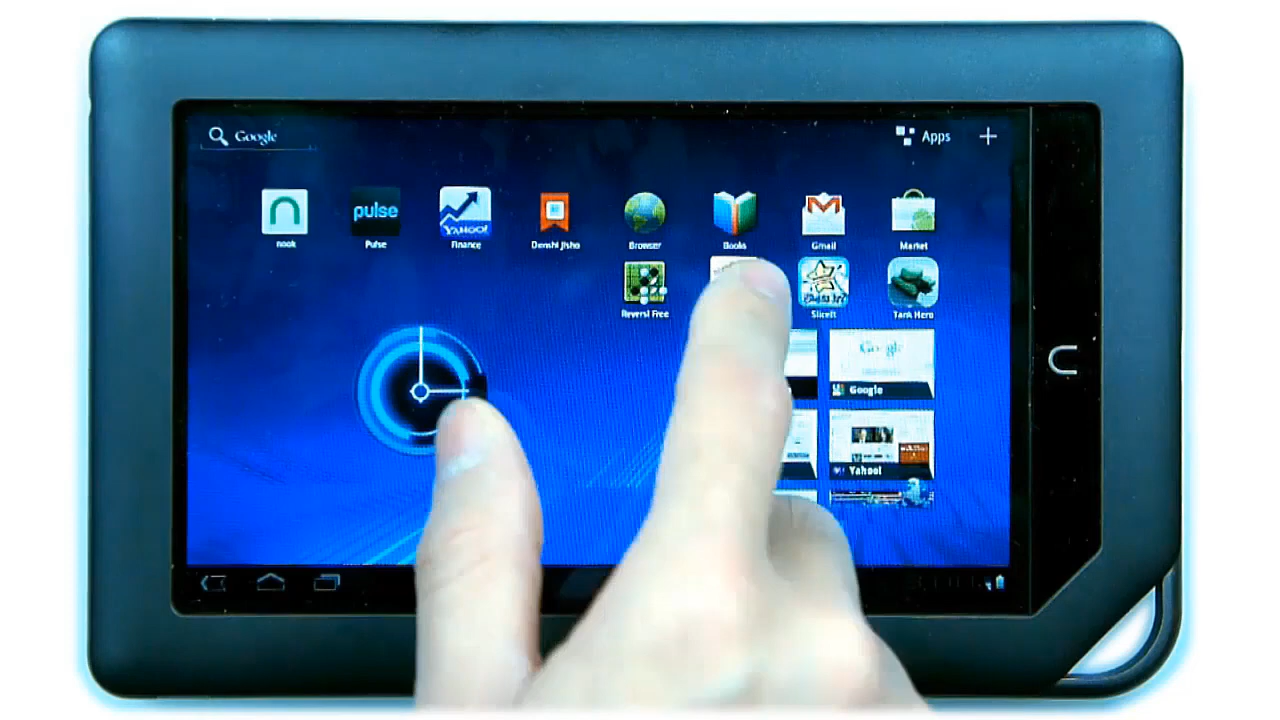 Google
Apps
pulse
YAHOO!
nook
Pulse
Finance
Denshi Jisho
Browser
Books
Gmail
Market
Reversi Free
SliceIt
Tank Hero
Google
Google
Yahoo!